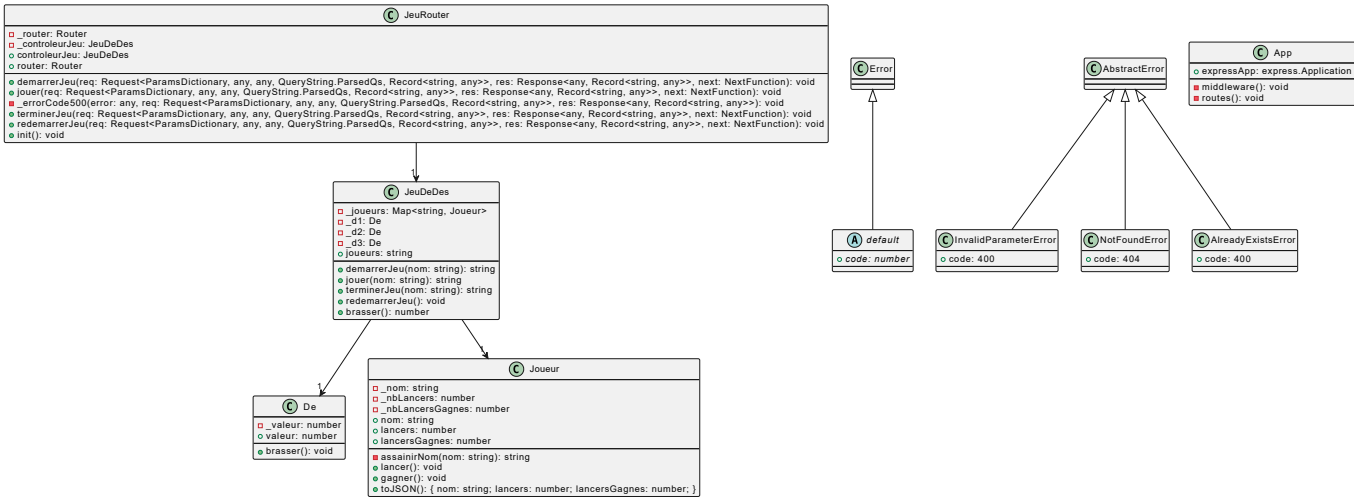 C JeuRouter
_router: Router
_controleurJeu: JeuDeDes
controleurJeu: JeuDeDes
router: Router
demarrerJeu(req: Request<ParamsDictionary, any, any, QueryString.ParsedQs, Record<string, any>>, res: Response<any, Record<string, any>>, next: NextFunction): void
jouer(req: Request<ParamsDictionary, any, any, QueryString.ParsedQs, Record<string, any>>, res: Response<any, Record<string, any>>, next: NextFunction): void
_errorCode500(error: any, req: Request<ParamsDictionary, any, any, QueryString.ParsedQs, Record<string, any>>, res: Response<any, Record<string, any>>): void
terminerJeu(req: Request<ParamsDictionary, any, any, QueryString.ParsedQs, Record<string, any>>, res: Response<any, Record<string, any>>, next: NextFunction): void
redemarrerJeu(req: Request<ParamsDictionary, any, any, QueryString.ParsedQs, Record<string, any>>, res: Response<any, Record<string, any>>, next: NextFunction): void
init(): void
1
C JeuDeDes
_joueurs: Map<string, Joueur>
_d1: De
_d2: De
_d3: De
joueurs: string
demarrerJeu(nom: string): string
jouer(nom: string): string
terminerJeu(nom: string): string
redemarrerJeu(): void
brasser(): number
1
1
C De
_valeur: number
valeur: number
brasser(): void
C Joueur
_nom: string
_nbLancers: number
_nbLancersGagnes: number
nom: string
lancers: number
lancersGagnes: number
assainirNom(nom: string): string
lancer(): void
gagner(): void
toJSON(): { nom: string; lancers: number; lancersGagnes: number; }
C Error
A default
code: number
C AbstractError
C InvalidParameterError
code: 400
C NotFoundError
code: 404
C AlreadyExistsError
code: 400
C App
expressApp: express.Application
middleware(): void
routes(): void